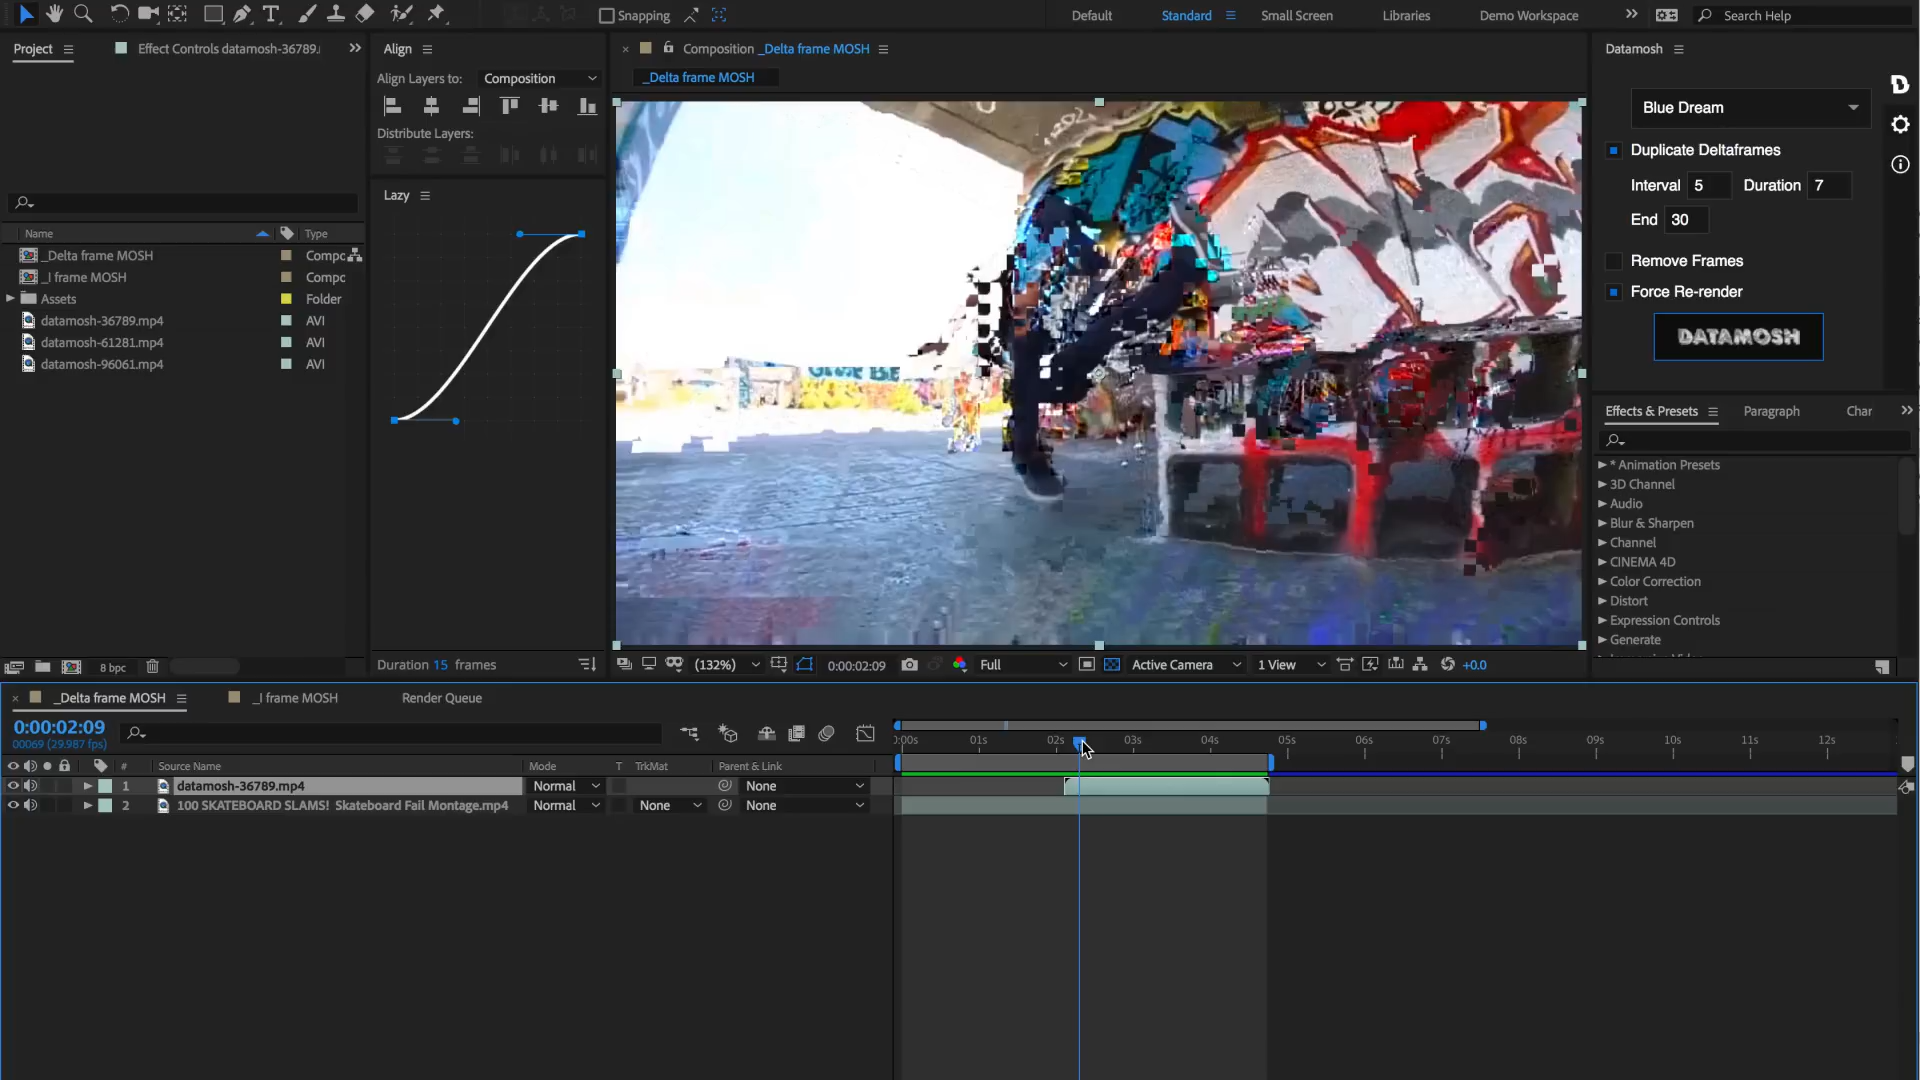 Snapping
Default
Standard
Small Screen
Libraries
Demo Workspace
Search Help
Project
Effect Controls datamosh-36789.
Align
Composition _Delta frame MOSH
Datamosh
Align Layers to:
Composition
_Delta frame MOSH
Distribute Layers:
Blue Dream
Duplicate Deltaframes
Interval 5 Duration 7
End 30
Remove Frames
Force Re-render
DATAMOSH
Lazy
Name
Type
_Delta frame MOSH
Compc
_I frame MOSH
Compc
Assets
Folder
datamosh-36789.mp4
AVI
datamosh-61281.mp4
AVI
datamosh-96061.mp4
AVI
Effects & Presets
Paragraph
Char
* Animation Presets
3D Channel
Audio
Blur & Sharpen
Channel
CINEMA 4D
Color Correction
Distort
Expression Controls
Generate
8 bpc
Duration 15 frames
(132%)
0:00:02:09
Full
Active Camera
1 View
+0.0
_Delta frame MOSH
_I frame MOSH
Render Queue
0:00:02:09
00069 (29.987 fps)
):00s 01s 02s 03s 04s 05s 06s 07s 08s 09s 10s 11s 12s
# Source Name Mode T TrkMat Parent & Link
1 datamosh-36789.mp4 Normal None
2 100 SKATEBOARD SLAMS! Skateboard Fail Montage.mp4 Normal None None